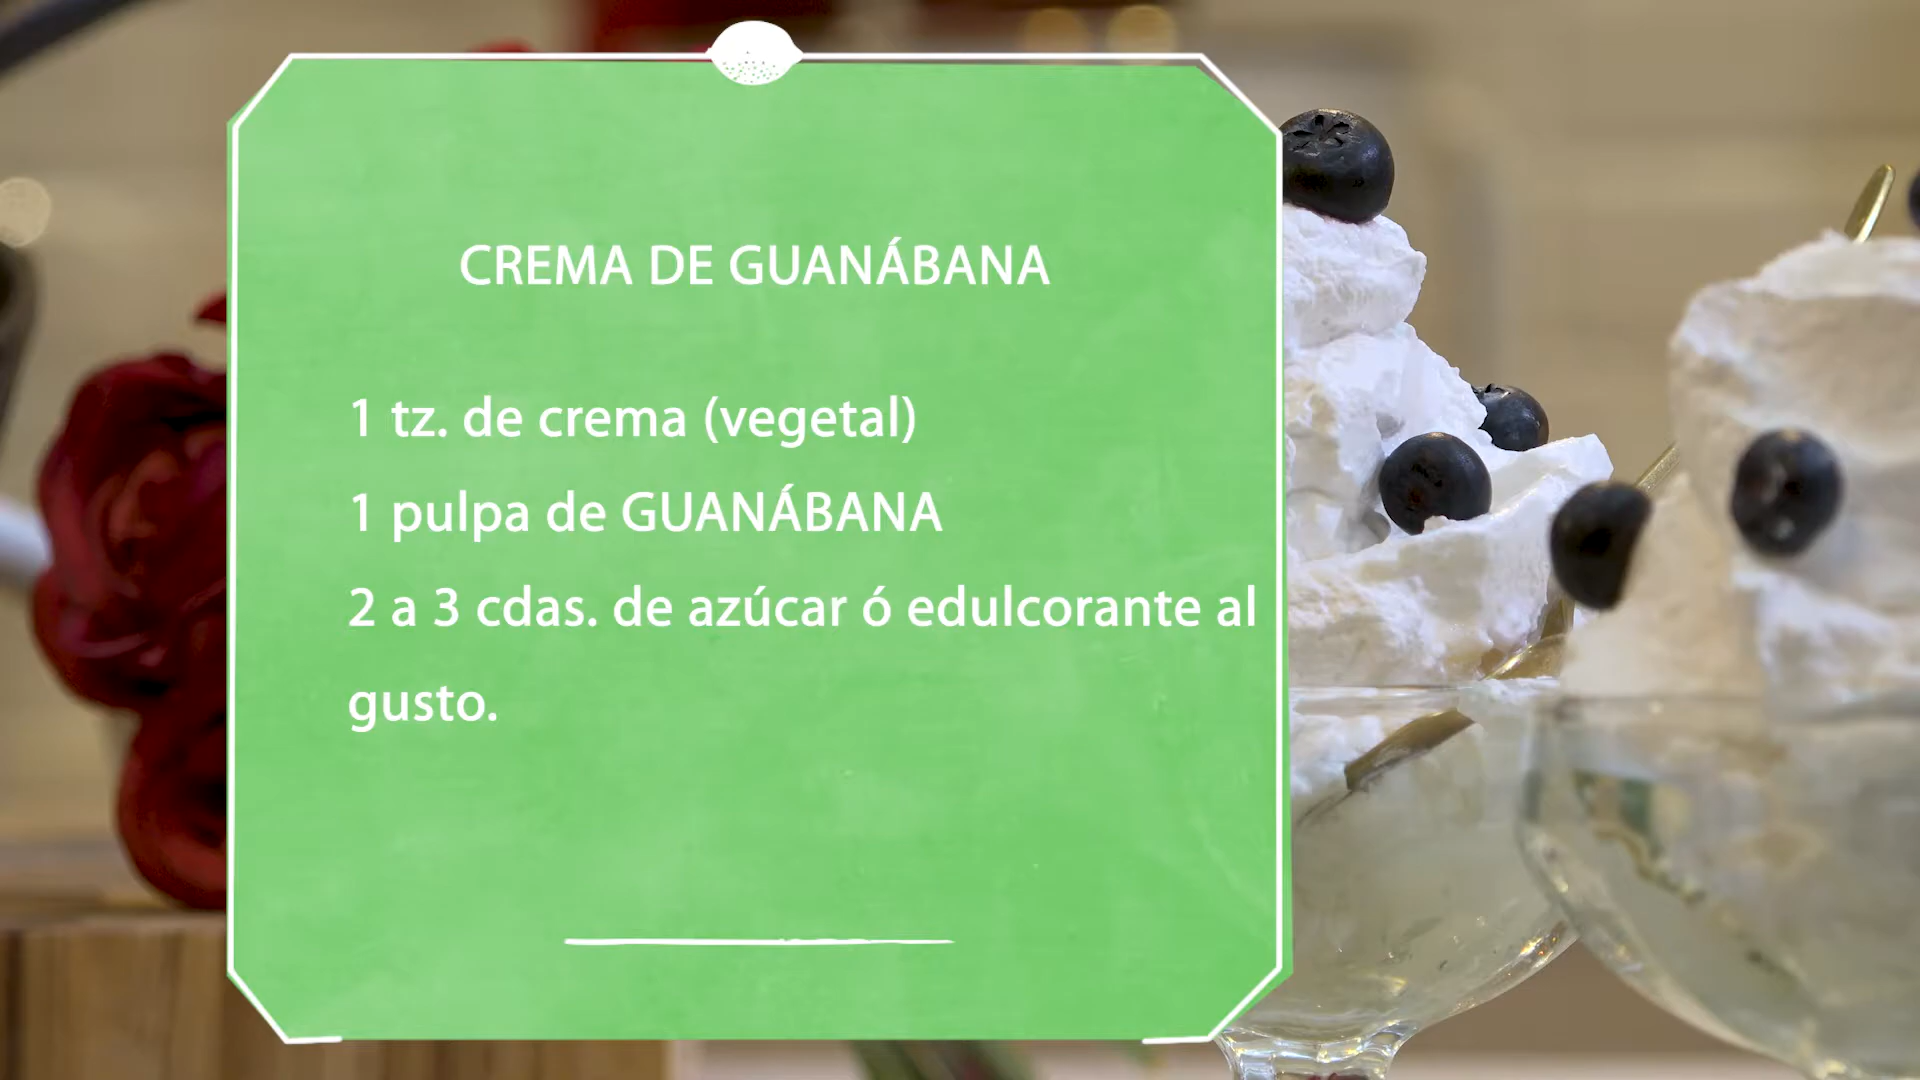 CREMA DE GUANÁBANA
1 tz. de crema (vegetal)
1 pulpa de GUANÁBANA
2 a 3 cdas. de azúcar ó edulcorante al
gusto.